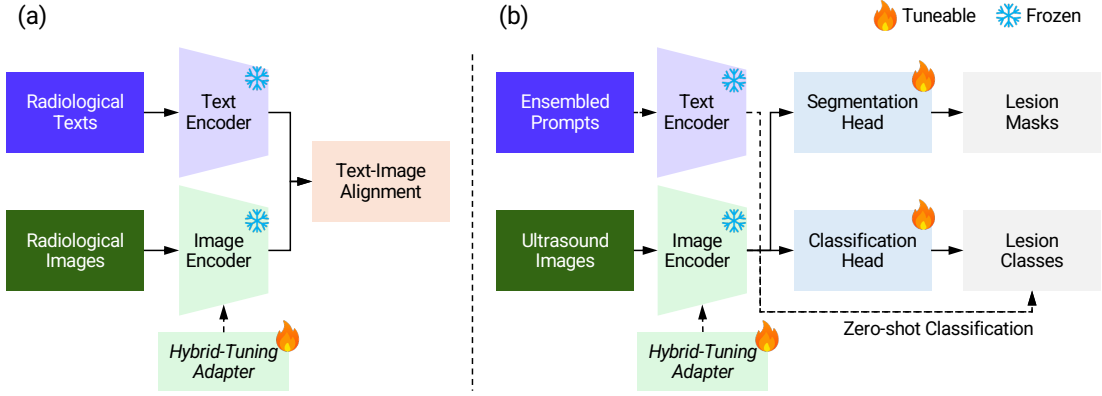 (a)
Radiological
Texts
Text
Encoder
Text-Image
Alignment
Radiological
Images
Image
Encoder
Hybrid-Tuning
Adapter
(b)
Tuneable
Frozen
Ensembled
Prompts
Text
Encoder
Segmentation
Head
Lesion
Masks
Ultrasound
Images
Image
Encoder
Classification
Head
Lesion
Classes
Zero-shot Classification
Hybrid-Tuning
Adapter